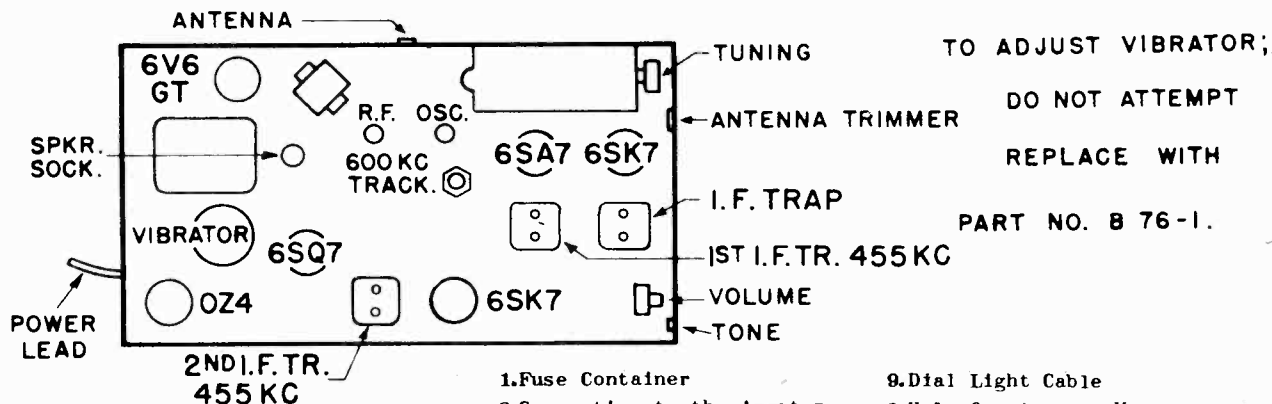 ANTENNA
6V6
GT
R.F. OSC.
SPKR.
SOCK.
600 KC
TRACK.
6SA7 6SK7
VIBRATOR
6SQ7
OZ4
6SK7
POWER
LEAD
2ND I.F. TR.
455 KC
TUNING
ANTENNA TRIMMER
I.F. TRAP
1ST I.F. TR. 455 KC
VOLUME
TONE
TO ADJUST VIBRATOR;
DO NOT ATTEMPT
REPLACE WITH
PART NO. B 76-1.
1.Fuse Container
9.Dial Light Cable